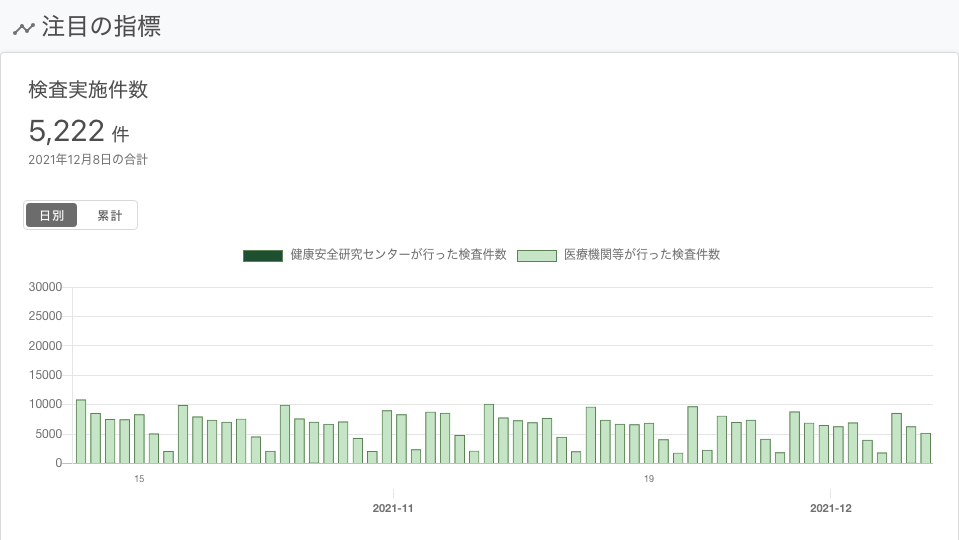 注目の指標
検査実施件数
5,222 件
2021年12月8日の合計
日別 累計
健康安全研究センターが行った検査件数 医療機関等が行った検査件数
30000
25000
20000
15000
10000
5000
0
15 19
2021-11 2021-12